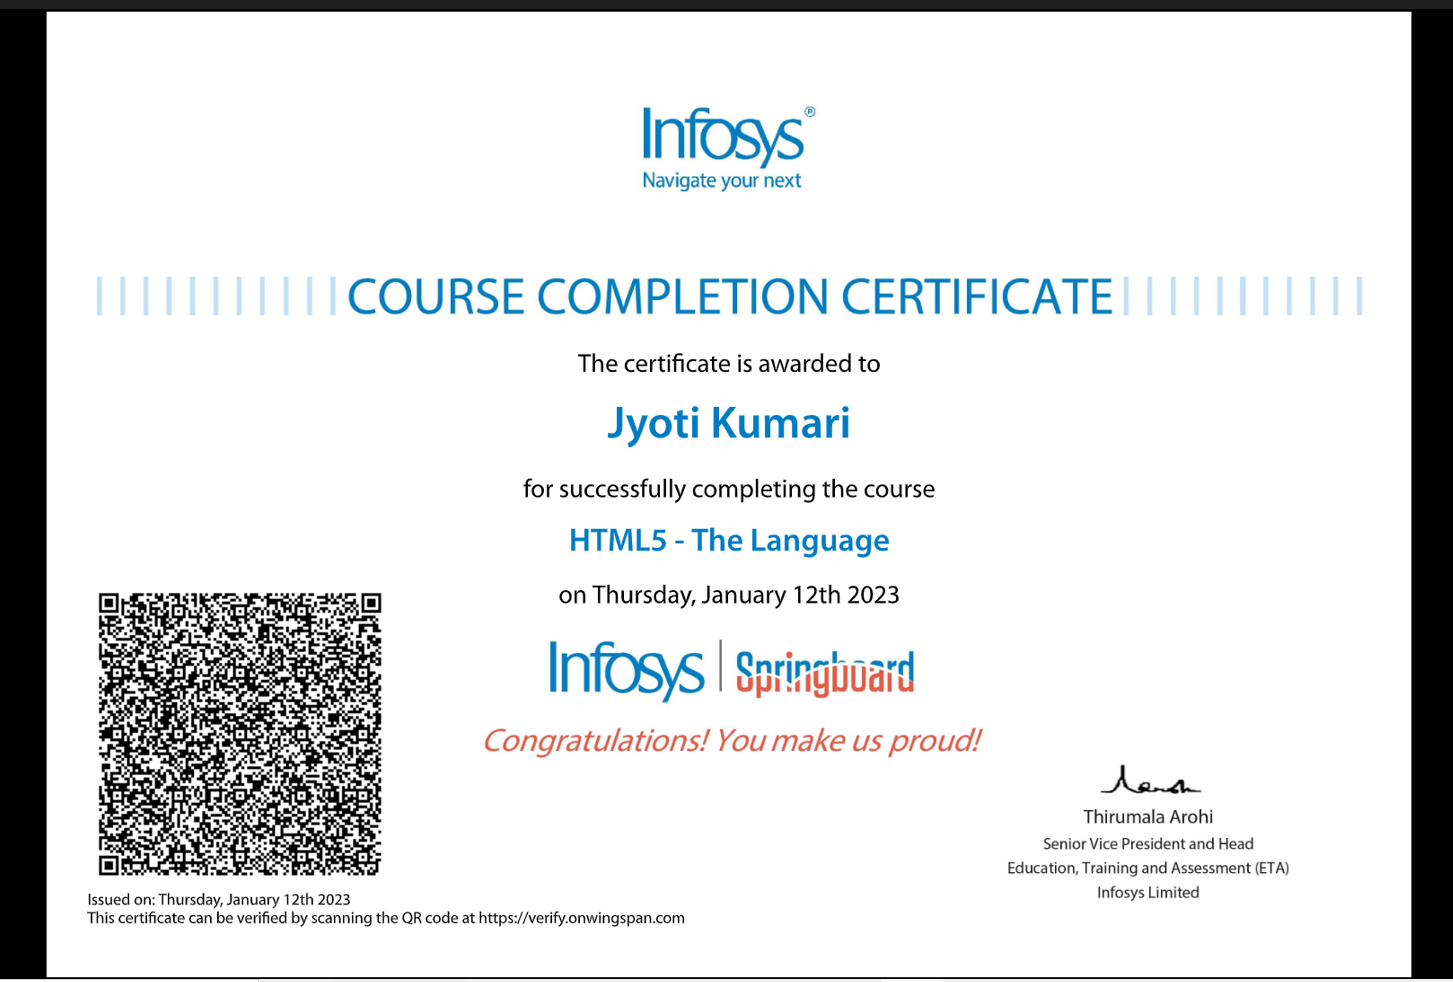 Infosys®
Navigate your next
COURSE COMPLETION CERTIFICATE
The certificate is awarded to
Jyoti Kumari
for successfully completing the course
HTML5 - The Language
on Thursday, January 12th 2023
Infosys | Springboard
Congratulations! You make us proud!
Thirumala Arohi
Senior Vice President and Head
Education, Training and Assessment (ETA)
Infosys Limited
Issued on: Thursday, January 12th 2023
This certificate can be verified by scanning the QR code at https://verify.onwingspan.com